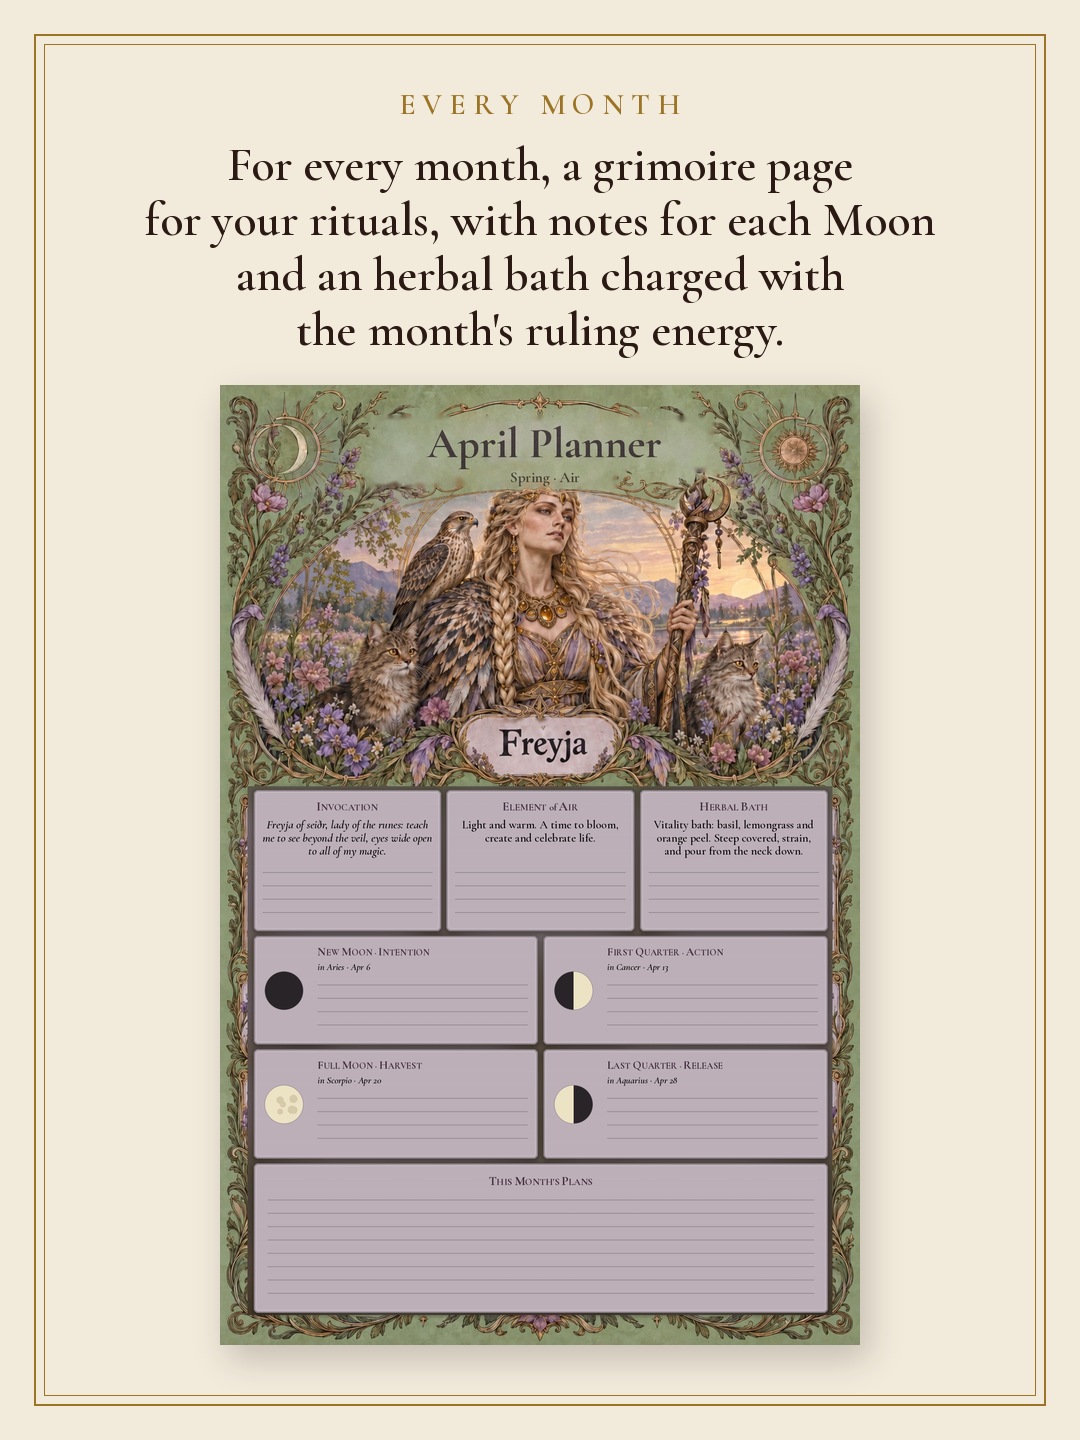 EVERY MONTH
For every month, a grimoire page
for your rituals, with notes for each Moon
and an herbal bath charged with
the month's ruling energy.
April Planner
Spring · Air
Freyja
INVOCATION
Freyja of seiðr, lady of the runes: teach
me to see beyond the veil, eyes wide open
to all of my magic.
ELEMENT of AIR
Light and warm. A time to bloom,
create and celebrate life.
HERBAL BATH
Vitality bath: basil, lemongrass and
orange peel. Steep covered, strain,
and pour from the neck down.
NEW MOON · INTENTION
in Aries · Apr 6
FIRST QUARTER · ACTION
in Cancer · Apr 13
FULL MOON · HARVEST
in Scorpio · Apr 20
LAST QUARTER · RELEASE
in Aquarius · Apr 28
THIS MONTH'S PLANS